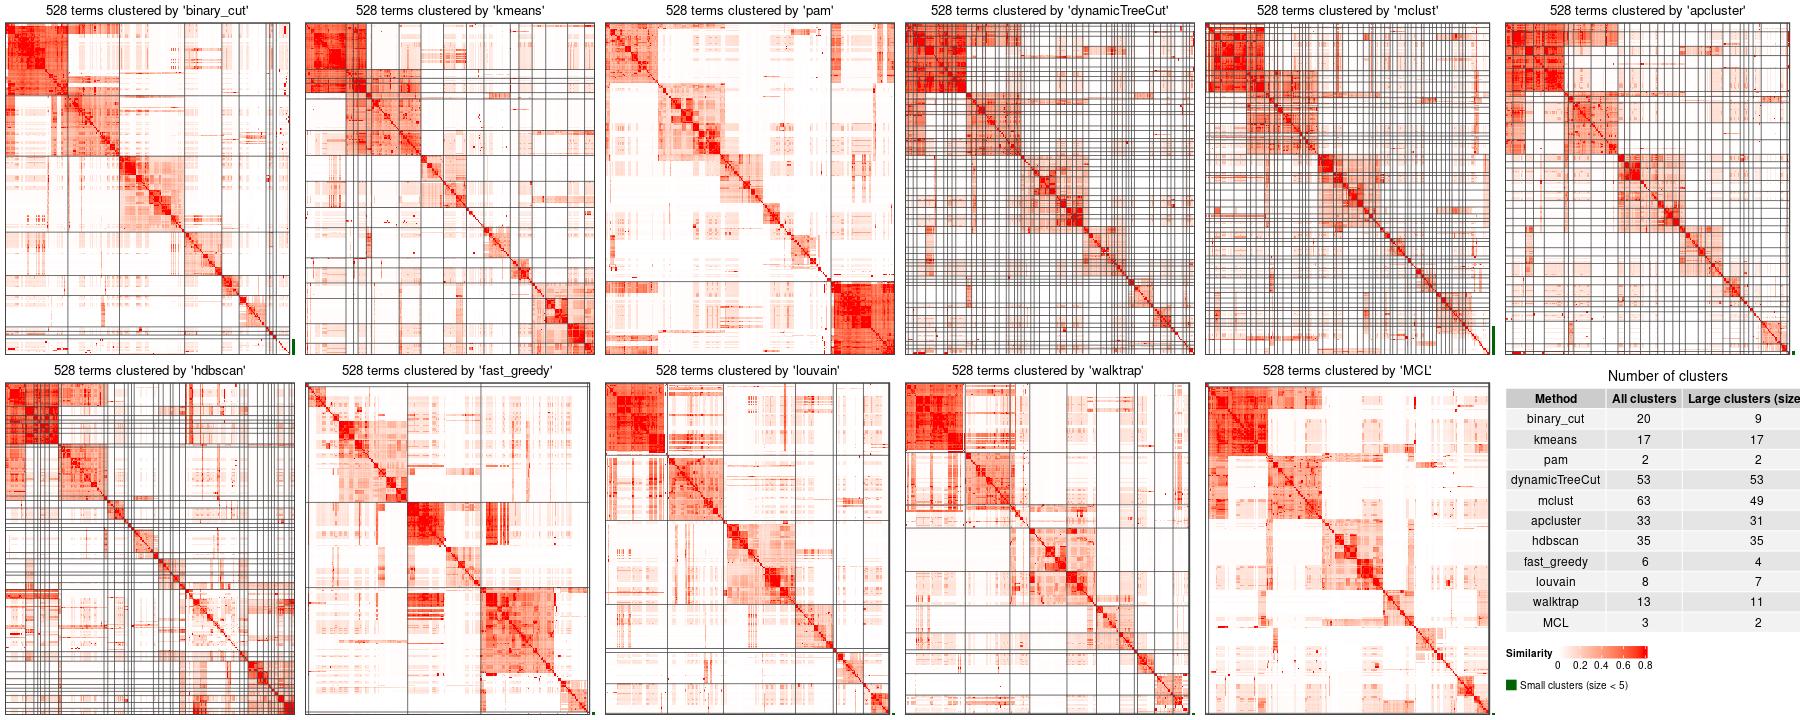 528 terms clustered by 'binary_cut'
528 terms clustered by 'kmeans'
528 terms clustered by 'pam'
528 terms clustered by 'dynamicTreeCut'
528 terms clustered by 'mclust'
528 terms clustered by 'apcluster'
528 terms clustered by 'hdbscan'
528 terms clustered by 'fast_greedy'
528 terms clustered by 'louvain'
528 terms clustered by 'walktrap'
528 terms clustered by 'MCL'
Number of clusters
Method All clusters Large clusters (size
binary_cut 20 9
kmeans 17 17
pam 2 2
dynamicTreeCut 53 53
mclust 63 49
apcluster 33 31
hdbscan 35 35
fast_greedy 6 4
louvain 8 7
walktrap 13 11
MCL 3 2
Similarity
0 0.2 0.4 0.6 0.8
Small clusters (size < 5)